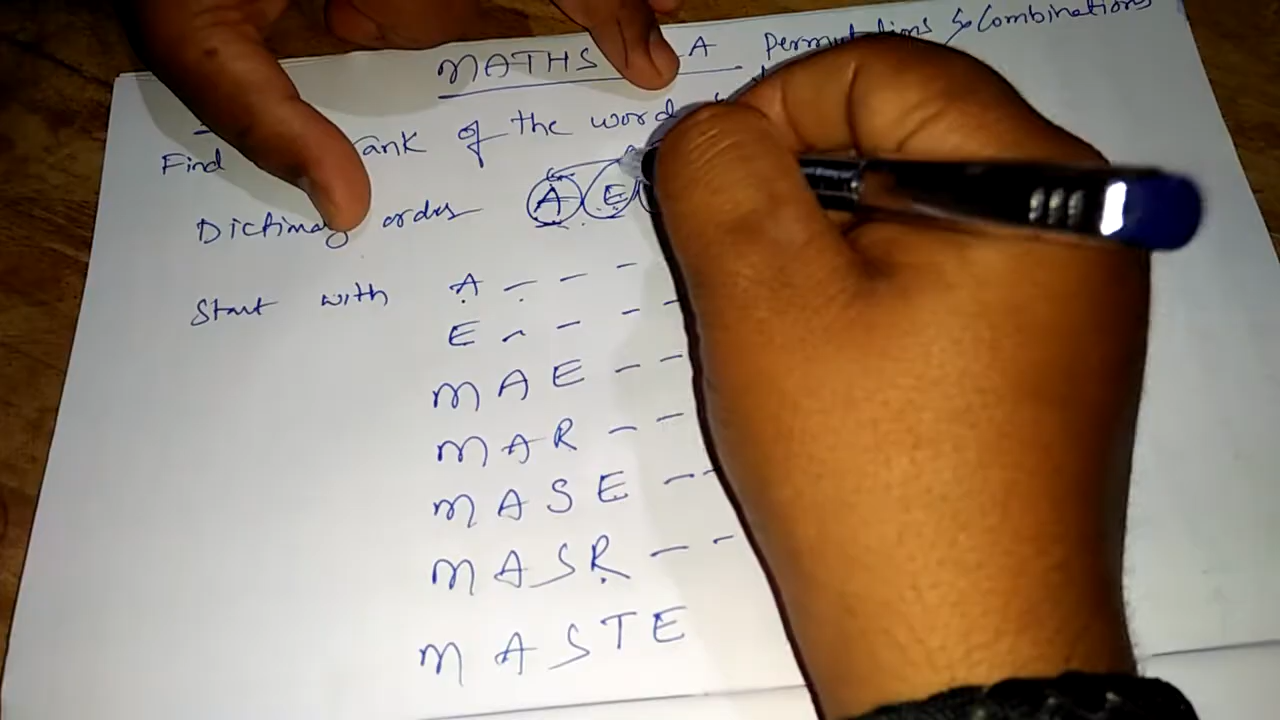 MATHS A Permutations & Combinations
Find rank of the word
Dictinary order A E
Start with A - - -
E - - - -
M A E - -
M A R - -
M A S E - -
M A S R - -
M A S T E